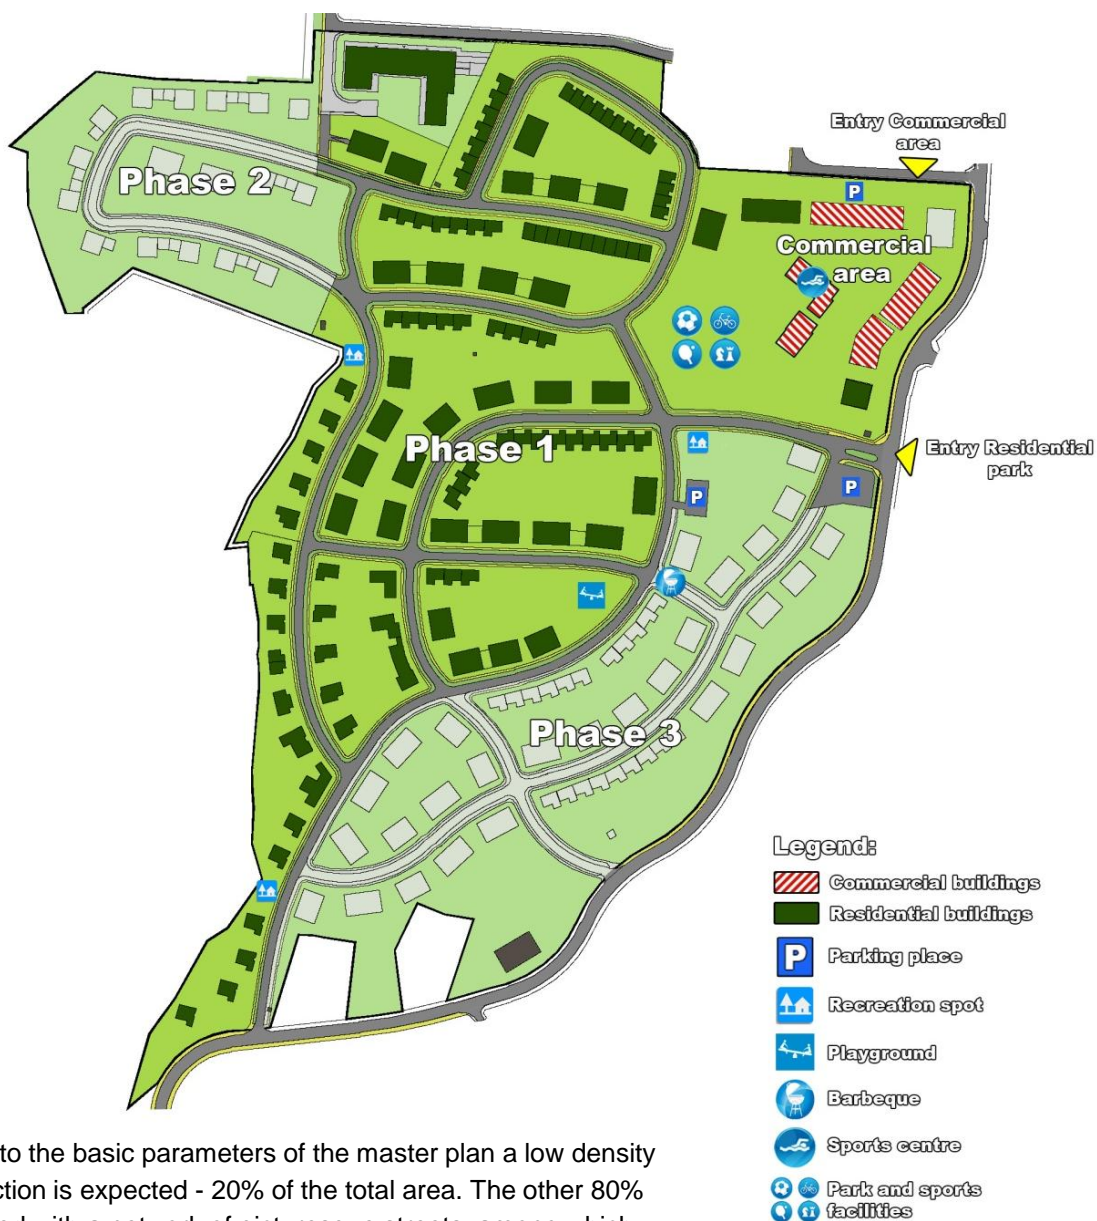 Entry Commercial
area
P
Phase 2
Commercial
area
Phase 1
Entry Residential
park
P
P
Phase 3
Legend:
Commercial buildings
Residential buildings
P Parking place
Recreation spot
Playground
Barbeque
Sports centre
Park and sports
facilities
to the basic parameters of the master plan a low density
ction is expected - 20% of the total area. The other 80%